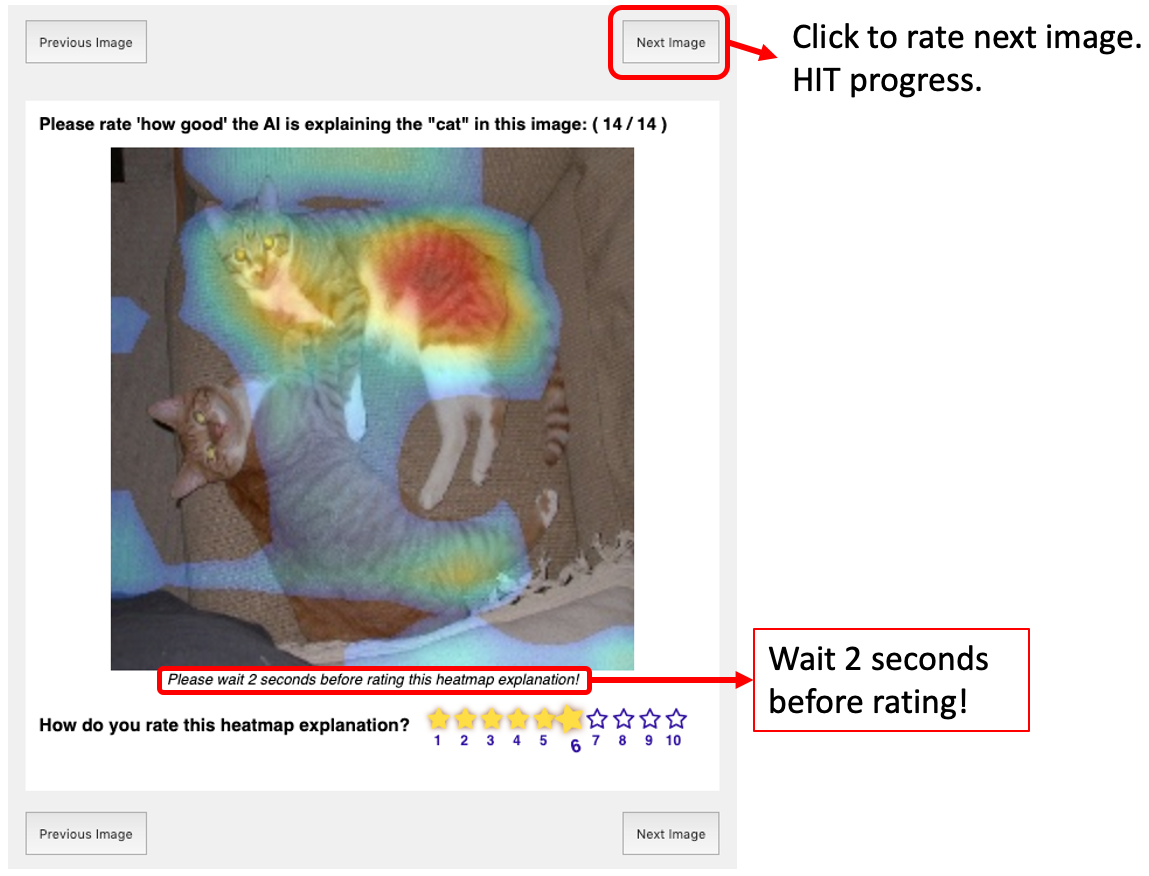 Previous Image
Next Image
Click to rate next image.
HIT progress.
Please rate 'how good' the AI is explaining the "cat" in this image: ( 14 / 14 )
Please wait 2 seconds before rating this heatmap explanation!
Wait 2 seconds
before rating!
How do you rate this heatmap explanation?
1 2 3 4 5 6 7 8 9 10
Previous Image
Next Image